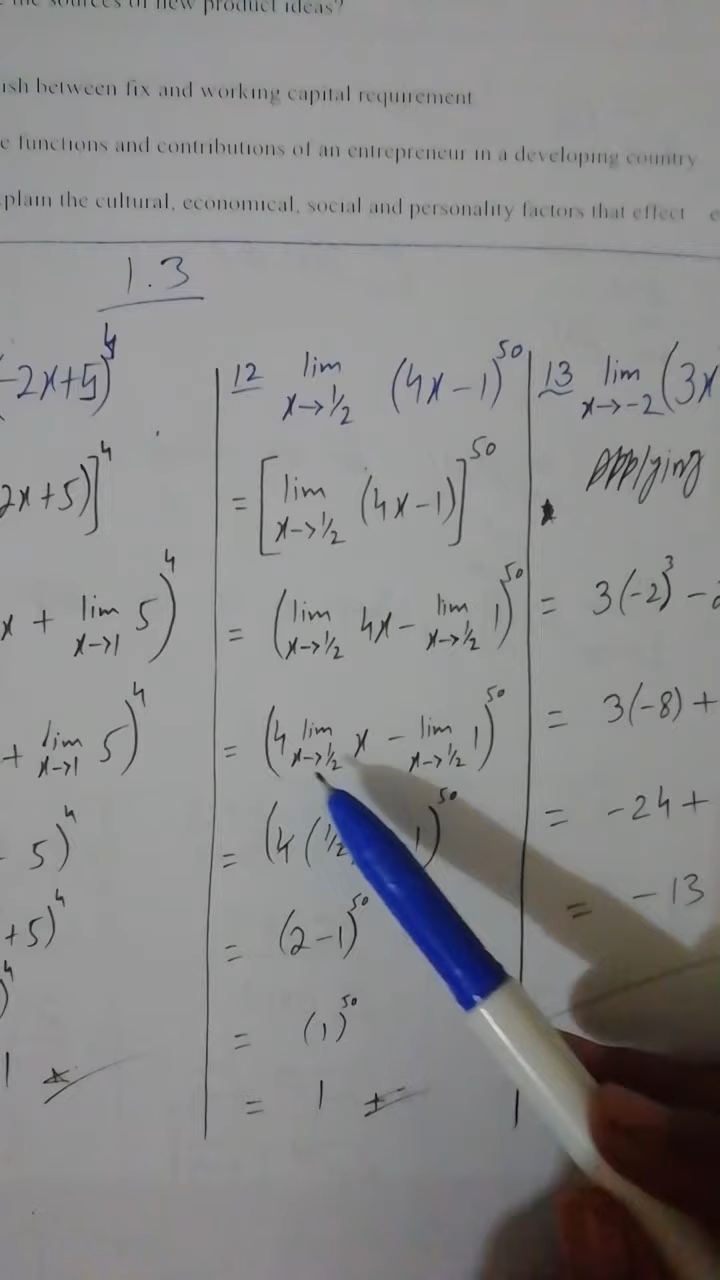 the sources of new product ideas?
ish between fix and working capital requirement
e functions and contributions of an entrepreneur in a developing country
xplain the cultural, economical, social and personality factors that effect e
1.3
-2x+5)^4
2x+5)]^4
x + lim x→1 5)^4
+ lim x→1 5)^4
- 5)^4
+5)^4
)^4
1
12 lim x→1/2 (4x-1)^50
= [lim x→1/2 (4x-1)]^50
= (lim x→1/2 4x - lim x→1/2 1)^50
= (4 lim x→1/2 x - lim x→1/2 1)^50
= (4(1/2 1)^50
= (2-1)^50
= (1)^50
= 1
13 lim x→-2 (3x
Applying
= 3(-2)^3 - 2
= 3(-8) +
= -24 +
= -13